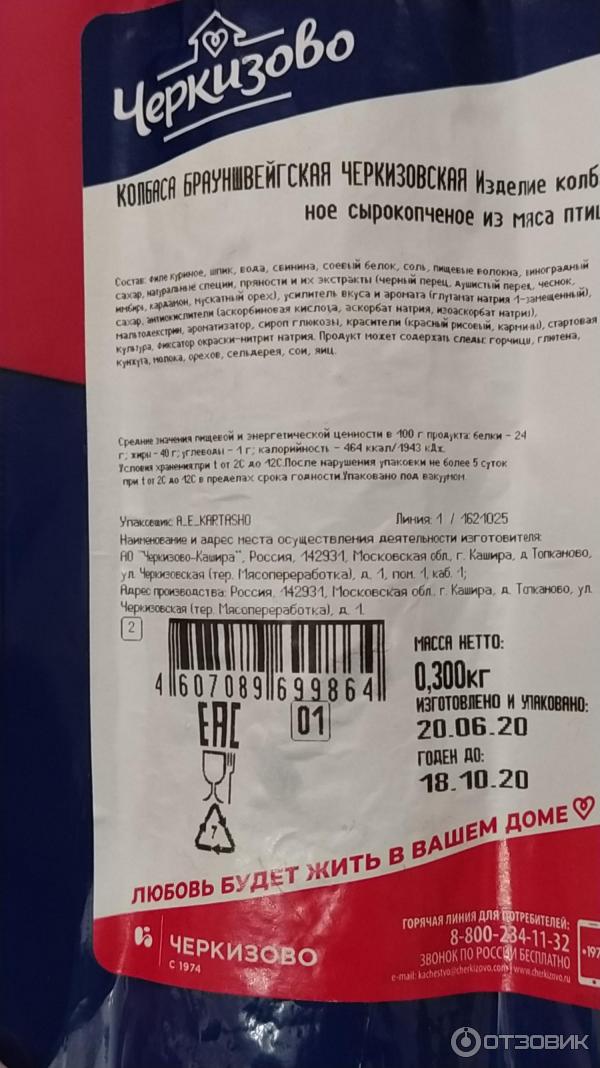 Черкизово
КОЛБАСА БРАУНШВЕЙГСКАЯ ЧЕРКИЗОВСКАЯ Изделие колб
ное сырокопченое из мяса птиц
Состав: филе куриное, шпик, вода, свинина, соевый белок, соль, пищевые волокна, виноградный
сахар, натуральные специи, пряности и их экстракты (черный перец, душистый перец, чеснок,
имбирь, кардамон, мускатный орех), усилитель вкуса и аромата (глутамат натрия 1-замещенный),
сахар, антиокислители (аскорбиновая кислота, аскорбат натрия, изоаскорбат натрия),
мальтодекстрин, ароматизатор, сироп глюкозы, красители (красный рисовый, кармины), стартовая
культура, фиксатор окраски-нитрит натрия. Продукт может содержать следы: горчицы, глютена,
кунжута, молока, орехов, сельдерея, сои, яиц.
Средние значения пищевой и энергетической ценности в 100 г продукта: белки - 24
г; жиры - 40 г; углеводы - 1 г; калорийность - 464 ккал/1943 кДж.
Условия хранения:при t от 2С до 12С.После нарушения упаковки не более 5 суток
при t от 2С до 12С в пределах срока годности.Упаковано под вакуумом.
Упаковщик: A_E_KARTASHO Линия: 1 / 1621025
Наименование и адрес места осуществления деятельности изготовителя:
АО "Черкизово-Кашира", Россия, 142931, Московская обл., г. Кашира, д. Топканово,
ул. Черкизовская (тер. Мясопереработка), д. 1, пом. 1, каб. 1;
Адрес производства: Россия, 142931, Московская обл., г. Кашира, д. Топканово, ул.
Черкизовская (тер. Мясопереработка), д. 1.
2
4 607089 699864
EAC 01
7
МАССА НЕТТО:
0,300кг
ИЗГОТОВЛЕНО И УПАКОВАНО:
20.06.20
ГОДЕН ДО:
18.10.20
ЛЮБОВЬ БУДЕТ ЖИТЬ В ВАШЕМ ДОМЕ
ЧЕРКИЗОВО
С 1974
ГОРЯЧАЯ ЛИНИЯ ДЛЯ ПОТРЕБИТЕЛЕЙ:
8-800-234-11-32
ЗВОНОК ПО РОССИИ БЕСПЛАТНО
e-mail: kachestvo@cherkizovo.com www.cherkizovo.ru
*197
ОТЗОВИК